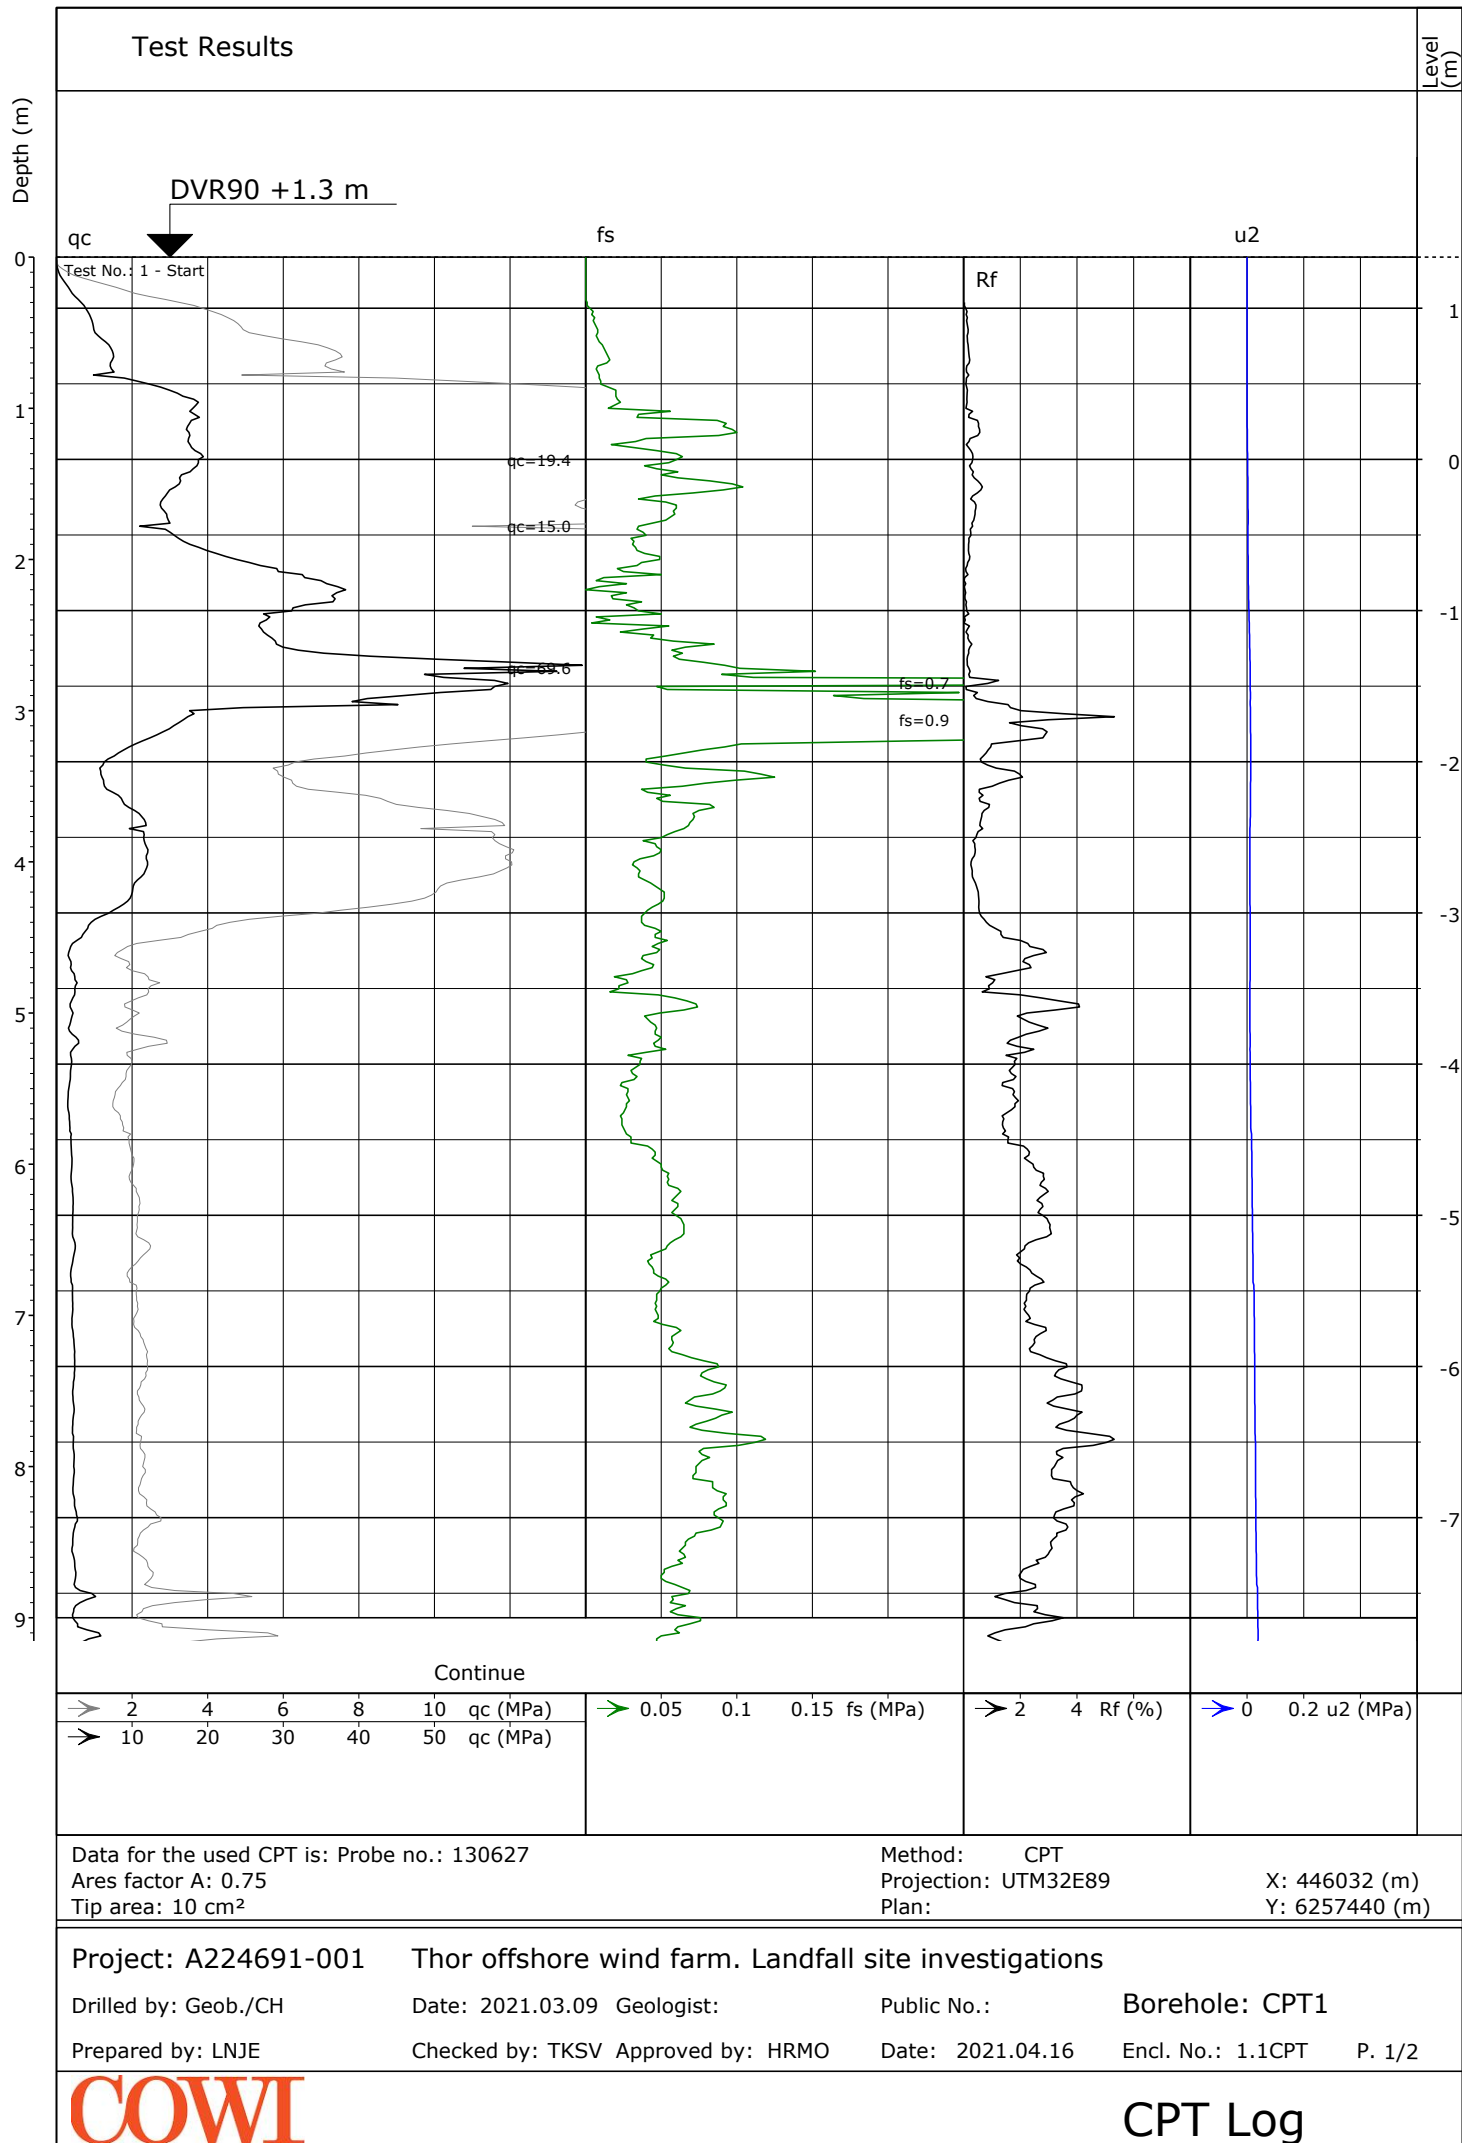 Test Results
Level (m)
Depth (m)
DVR90 +1.3 m
qc
fs
u2
Test No.: 1 - Start
Rf
0
1
2
3
4
5
6
7
8
9
1
0
-1
-2
-3
-4
-5
-6
-7
qc=19.4
qc=15.0
qc=69.6
fs=0.7
fs=0.9
Continue
2 4 6 8 10 qc (MPa)
10 20 30 40 50 qc (MPa)
0.05 0.1 0.15 fs (MPa)
2 4 Rf (%)
0 0.2 u2 (MPa)
Data for the used CPT is: Probe no.: 130627
Ares factor A: 0.75
Tip area: 10 cm²
Method: CPT
Projection: UTM32E89
Plan:
X: 446032 (m)
Y: 6257440 (m)
Project: A224691-001 Thor offshore wind farm. Landfall site investigations
Drilled by: Geob./CH Date: 2021.03.09 Geologist: Public No.: Borehole: CPT1
Prepared by: LNJE Checked by: TKSV Approved by: HRMO Date: 2021.04.16 Encl. No.: 1.1CPT P. 1/2
COWI
CPT Log